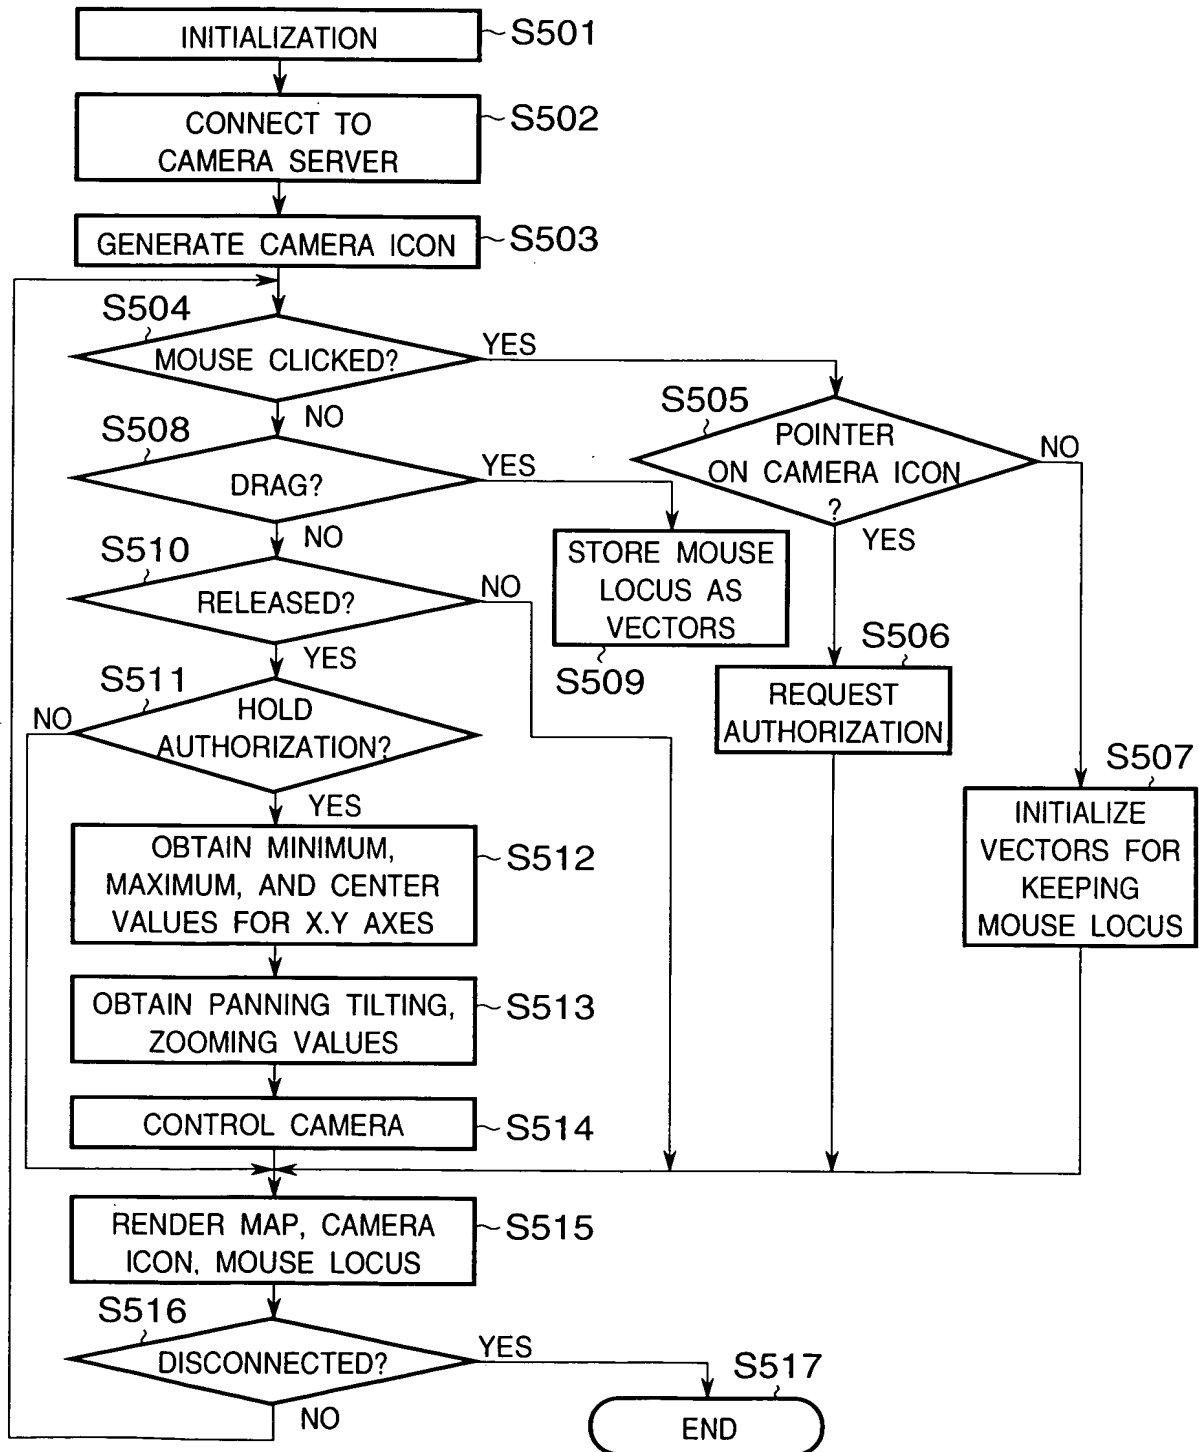 INITIALIZATION
S501
CONNECT TO
CAMERA SERVER
S502
GENERATE CAMERA ICON
S503
S504
MOUSE CLICKED?
YES
NO
S505
POINTER
ON CAMERA ICON
?
NO
YES
S508
DRAG?
YES
NO
STORE MOUSE
LOCUS AS
VECTORS
S509
S510
RELEASED?
NO
YES
S506
REQUEST
AUTHORIZATION
S507
INITIALIZE
VECTORS FOR
KEEPING
MOUSE LOCUS
S511
HOLD
AUTHORIZATION?
NO
YES
OBTAIN MINIMUM,
MAXIMUM, AND CENTER
VALUES FOR X.Y AXES
S512
OBTAIN PANNING TILTING,
ZOOMING VALUES
S513
CONTROL CAMERA
S514
RENDER MAP, CAMERA
ICON, MOUSE LOCUS
S515
S516
DISCONNECTED?
YES
NO
S517
END